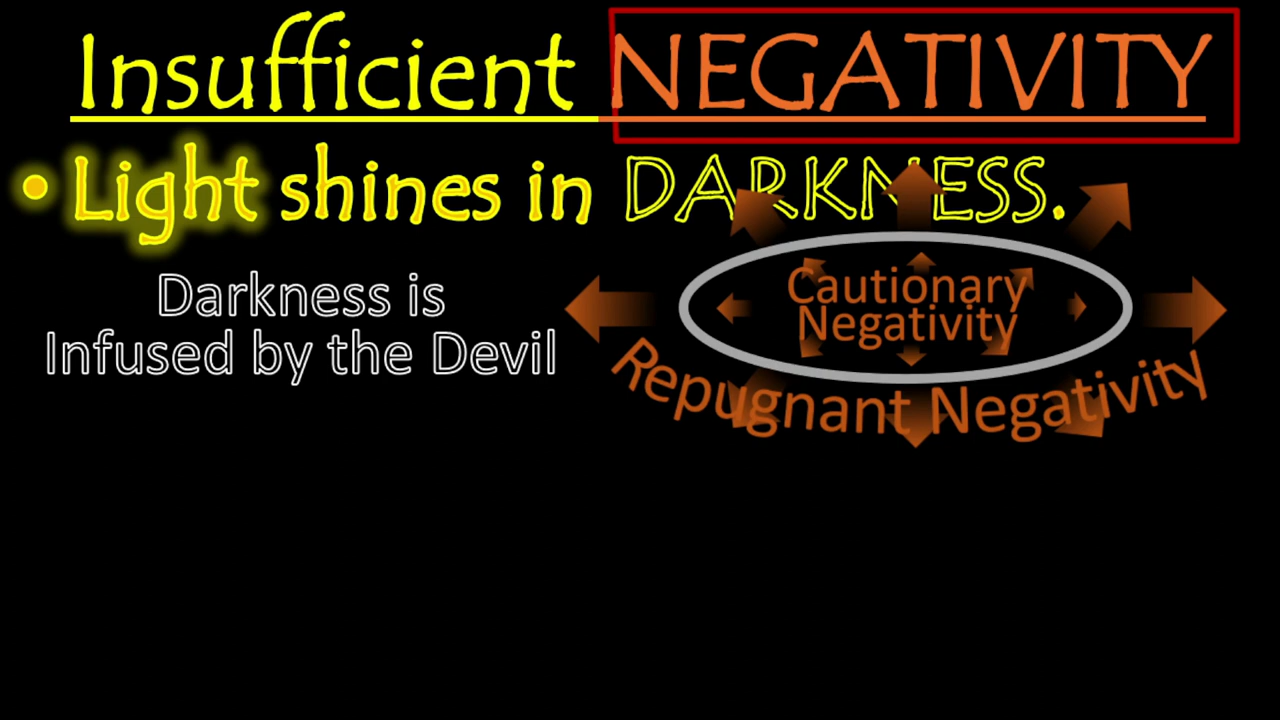 Insufficient NEGATIVITY
• Light shines in DARKNESS.
Darkness is
Infused by the Devil
Cautionary
Negativity
Repugnant Negativity